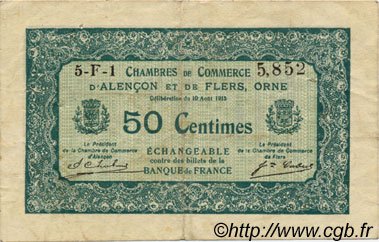 5-F-1 CHAMBRES DE COMMERCE 5,852
D'ALENÇON ET DE FLERS, ORNE
Délibération du 10 Août 1915
50 Centimes
Le Président
de la Chambre de Commerce
d'Alençon
ÉCHANGEABLE
contre des billets de la
BANQUE DE FRANCE
Le Président
de la Chambre de Commerce
de Flers
©inumis
www.cgb.fr